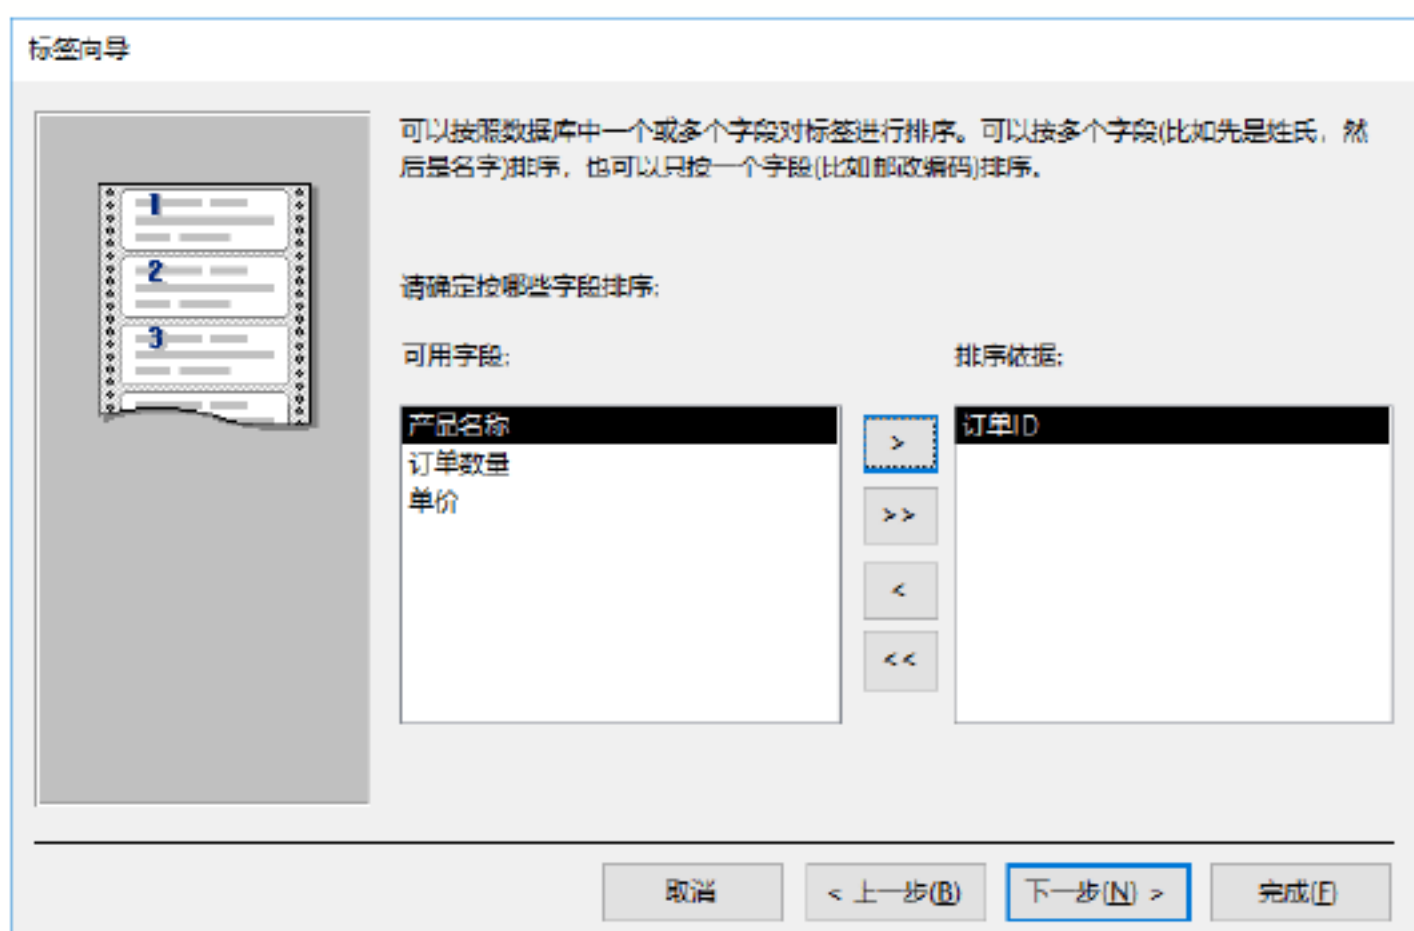 标签向导
可以按照数据库中一个或多个字段对标签进行排序。可以按多个字段(比如先是姓氏，然
后是名字)排序，也可以只按一个字段(比如邮政编码)排序。
请确定按哪些字段排序:
可用字段:
排序依据:
产品名称
订单数量
单价
>
>>
<
<<
订单ID
1
2
3
取消
< 上一步(B)
下一步(N) >
完成(F)